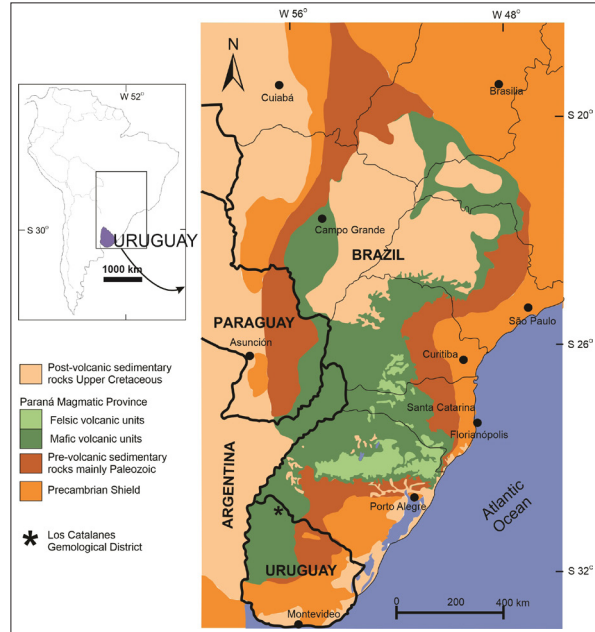 W 56°
W 48°
N
Cuiabá
Brasilia
S 20
W 52°
S 30
URUGUAY
1000 km
Campo Grande
BRAZIL
PARAGUAY
Asunción
São Paulo
S 26
Curitiba
Santa Catarina
Florianópolis
ARGENTINA
Porto Alegre
Atlantic
Ocean
S 32
URUGUAY
Montevideo
0 200 400 km
Post-volcanic sedimentary
rocks Upper Cretaceous
Paraná Magmatic Province
Felsic volcanic units
Mafic volcanic units
Pre-volcanic sedimentary
rocks mainly Paleozoic
Precambrian Shield
* Los Catalanes
Gemological District
*